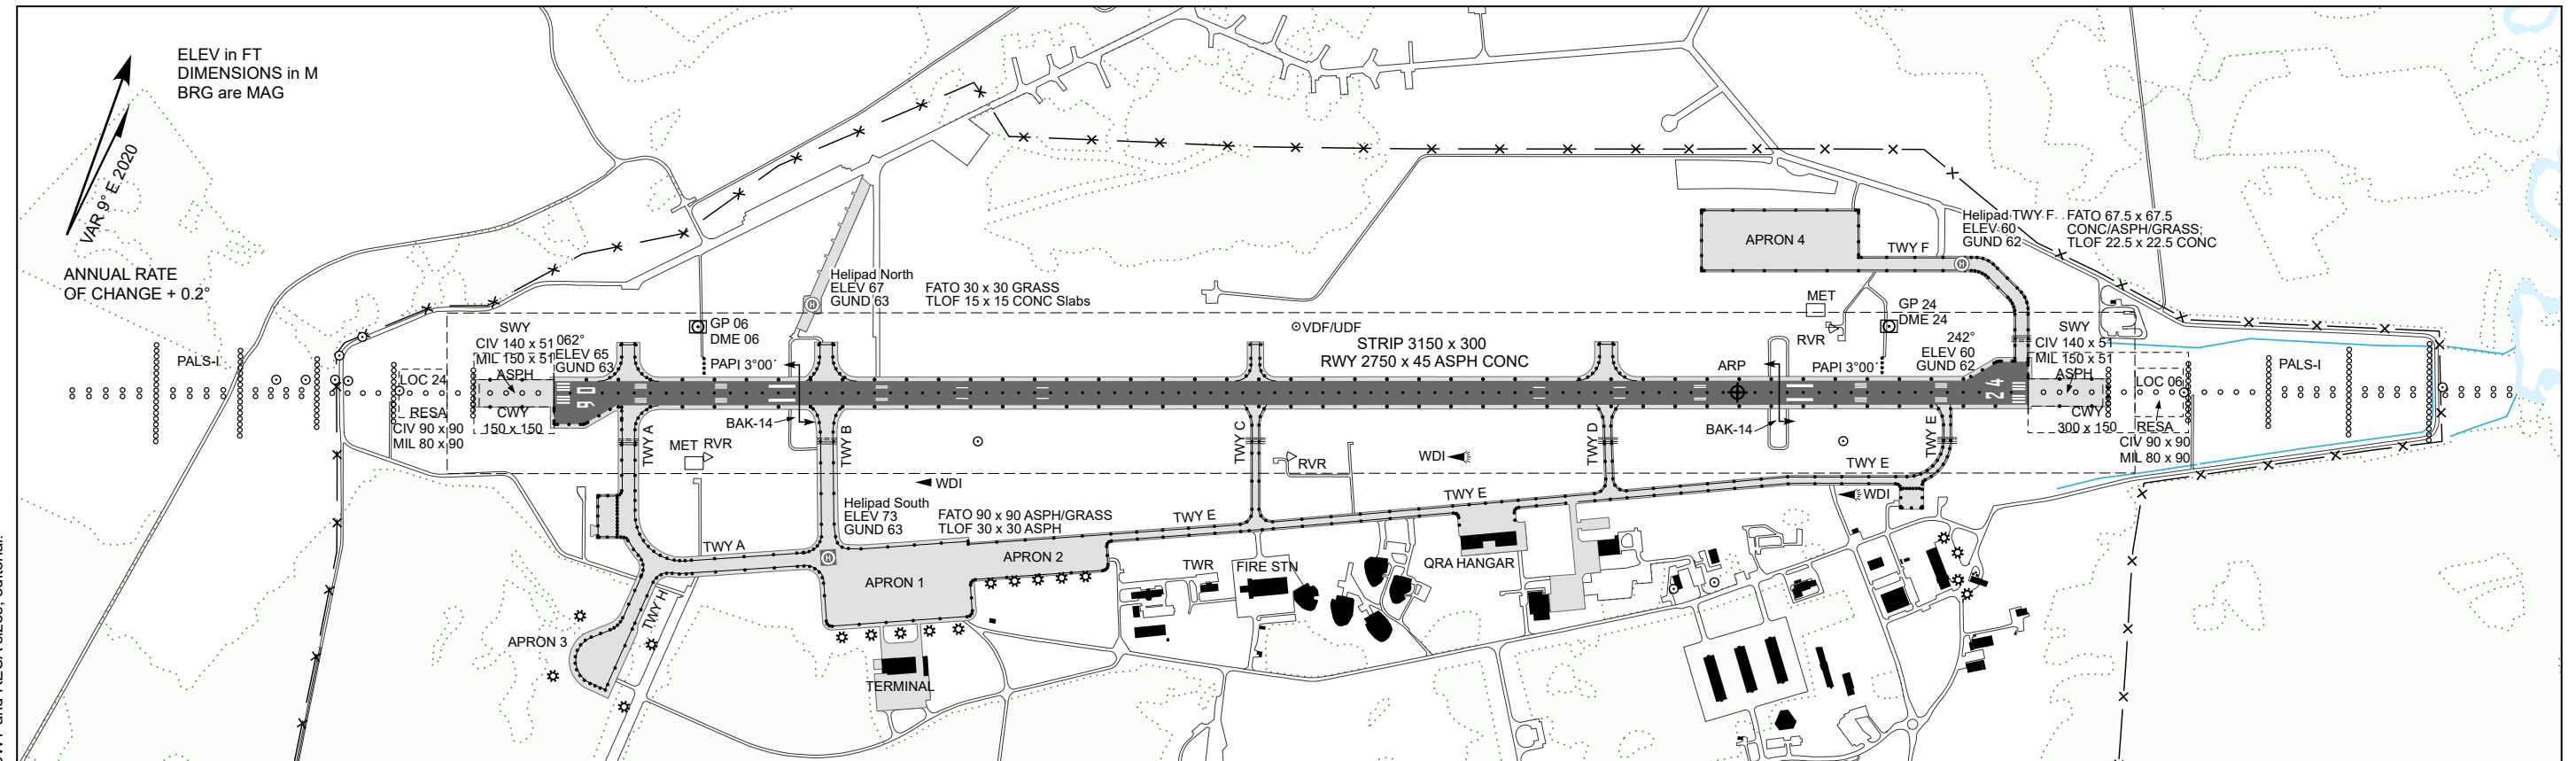 ELEV in FT
DIMENSIONS in M
BRG are MAG
VAR 9° E 2020
ANNUAL RATE
OF CHANGE + 0.2°
PALS-I
LOC 24
RESA
CIV 90 x 90
MIL 80 x 90
SWY
CIV 140 x 51
MIL 150 x 51
ASPH
CWY
150 x 150
062°
ELEV 65
GUND 63
06
GP 06
DME 06
PAPI 3°00´
BAK-14
Helipad North
ELEV 67
GUND 63
FATO 30 x 30 GRASS
TLOF 15 x 15 CONC Slabs
H
VDF/UDF
STRIP 3150 x 300
RWY 2750 x 45 ASPH CONC
APRON 4
TWY F
H
Helipad TWY F
ELEV 60
GUND 62
FATO 67.5 x 67.5
CONC/ASPH/GRASS;
TLOF 22.5 x 22.5 CONC
MET
RVR
GP 24
DME 24
ARP
PAPI 3°00´
BAK-14
242°
ELEV 60
GUND 62
24
SWY
CIV 140 x 51
MIL 150 x 51
ASPH
CWY
300 x 150
LOC 06
RESA
CIV 90 x 90
MIL 80 x 90
PALS-I
TWY A
MET
RVR
TWY B
WDI
TWY C
RVR
WDI
TWY D
TWY E
TWY E
WDI
Helipad South
ELEV 73
GUND 63
FATO 90 x 90 ASPH/GRASS
TLOF 30 x 30 ASPH
H
TWY E
TWY E
TWY A
TWY H
APRON 1
APRON 2
APRON 3
TERMINAL
TWR
FIRE STN
QRA HANGAR